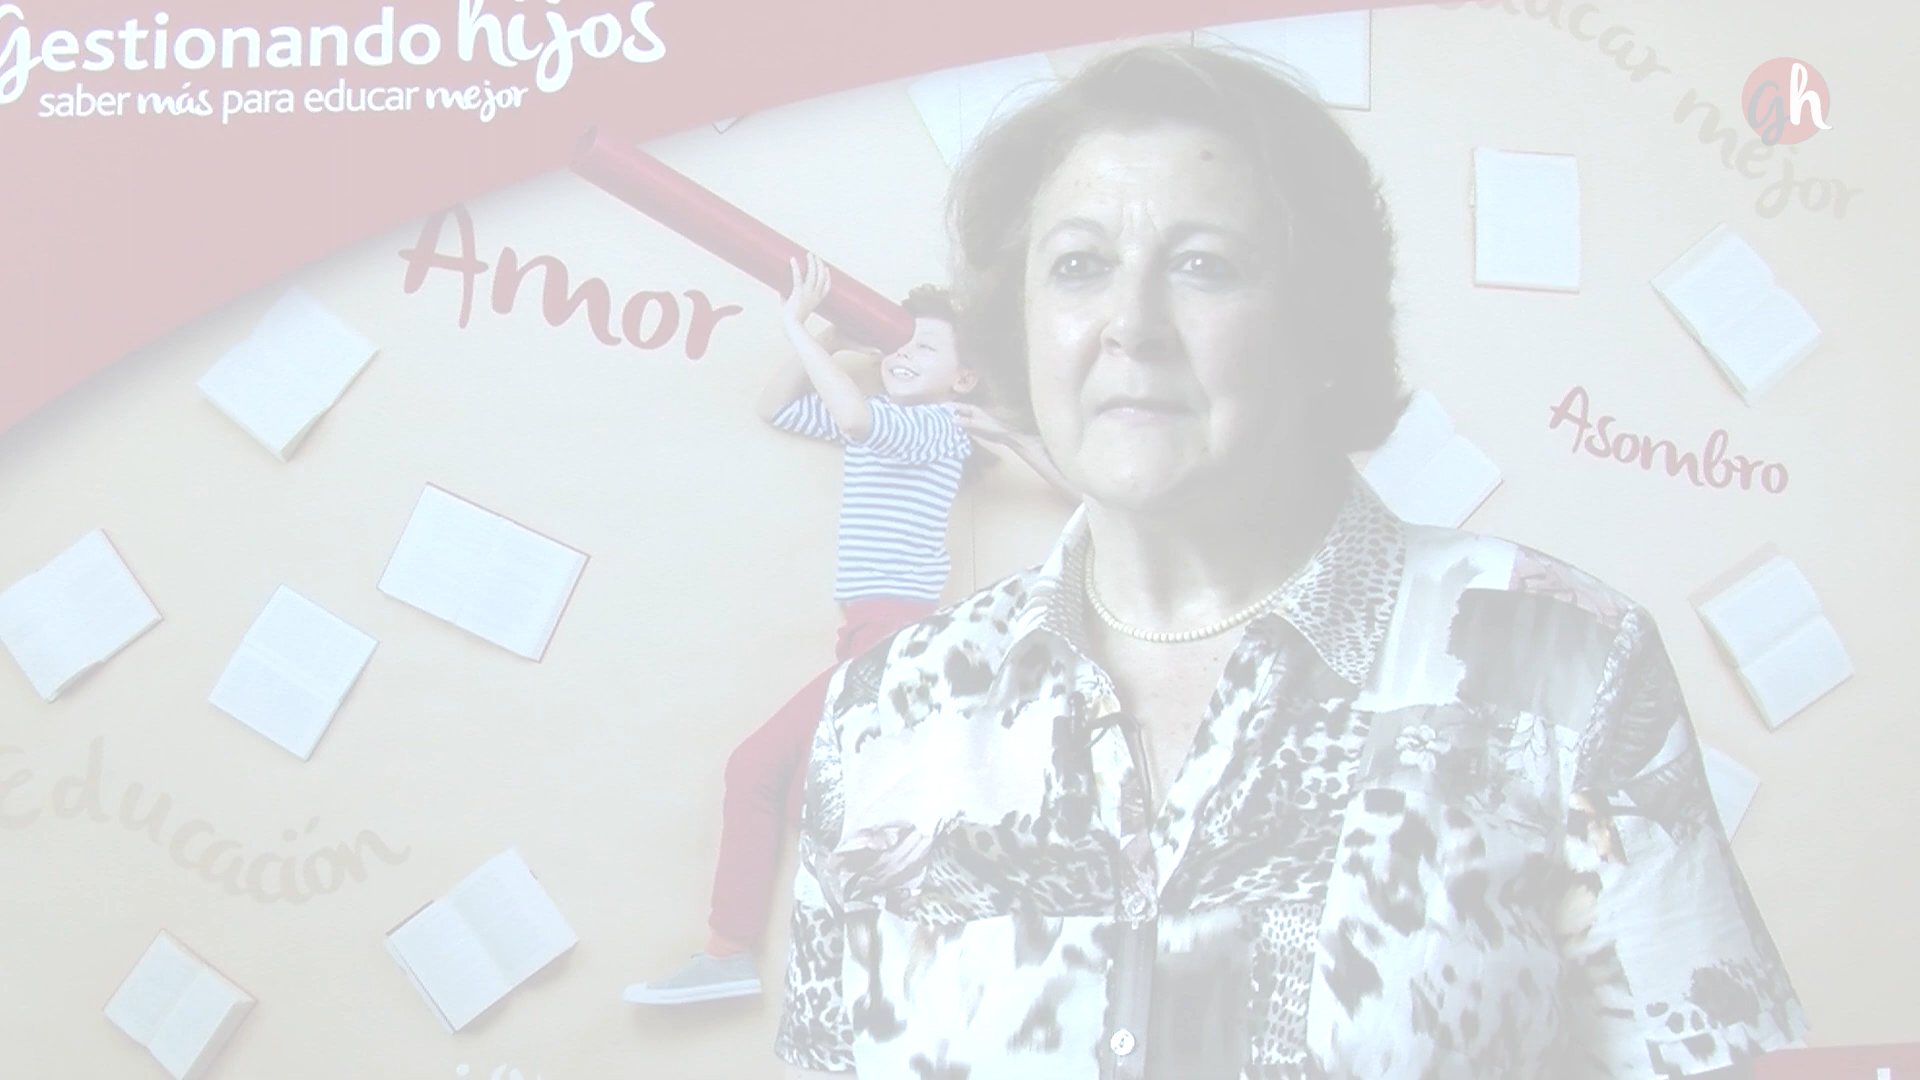 gestionando hijos
saber más para educar mejor
educar mejor
gh
Amor
Asombro
Educación